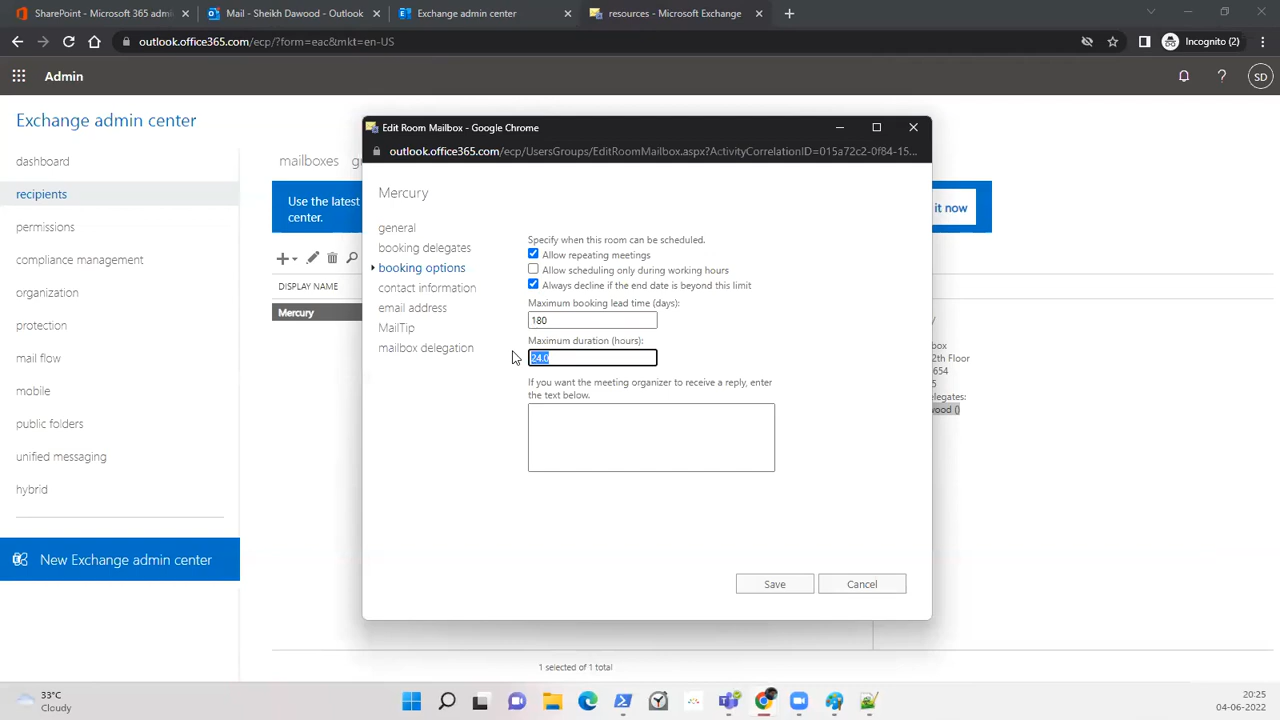 SharePoint - Microsoft 365 admin
Mail - Sheikh Dawood - Outlook
Exchange admin center
resources - Microsoft Exchange
outlook.office365.com/ecp/?form=eac&mkt=en-US
Incognito (2)
Admin
SD
Exchange admin center
dashboard
recipients
permissions
compliance management
organization
protection
mail flow
mobile
public folders
unified messaging
hybrid
New Exchange admin center
mailboxes
Use the latest
center.
it now
DISPLAY NAME
Mercury
Edit Room Mailbox - Google Chrome
outlook.office365.com/ecp/UsersGroups/EditRoomMailbox.aspx?ActivityCorrelationID=015a72c2-0f84-15...
Mercury
general
booking delegates
booking options
contact information
email address
MailTip
mailbox delegation
Specify when this room can be scheduled.
Allow repeating meetings
Allow scheduling only during working hours
Always decline if the end date is beyond this limit
Maximum booking lead time (days):
180
Maximum duration (hours):
24.0
If you want the meeting organizer to receive a reply, enter
the text below.
Save
Cancel
2th Floor
654
5
elegates:
wood ()
1 selected of 1 total
33°C
Cloudy
20:25
04-06-2022